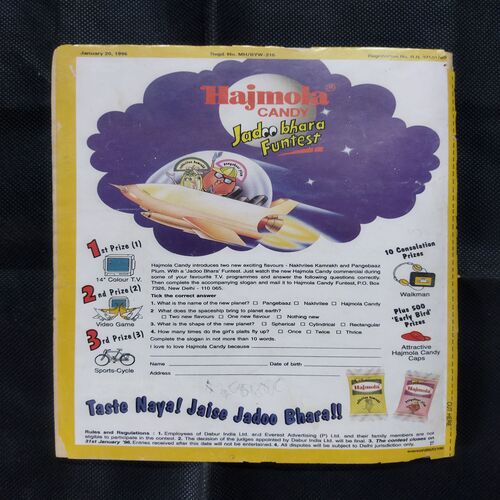 January 20, 1996 Regd. No. MH/BYW-210
Hajmola®
CANDY
Jadoo bhara
Funtest
1st Prize (1)
14" Colour T.V.
2nd Prize (2)
Video Game
3rd Prize (3)
Sports-Cycle
Hajmola Candy introduces two new exciting flavours - Nakhrilee Kamrakh and Pangebaaz
Plum. With a 'Jadoo Bhara' Funtest. Just watch the new Hajmola Candy commercial during
some of your favourite T.V. programmes and answer the following questions correctly.
Then complete the accompanying slogan and mail it to Hajmola Candy Funtest, P.O. Box
7326, New Delhi - 110 065.
Tick the correct answer
1. What is the name of the new planet? □ Pangebaaz □ Nakhrilee □ Hajmola Candy
2 What does the spaceship bring to planet earth?
□ Two new flavours □ One new flavour □ Nothing new
3. What is the shape of the new planet? □ Spherical □ Cylindrical □ Rectangular
4. How many times do the girl's plaits fly up? □ Once □ Twice □ Thrice
Complete the slogan in not more than 10 words.
I love to love Hajmola Candy because
Name Date of birth
Address
10 Consolation
Prizes
Walkman
Plus 500
'Early Bird'
Prizes
Attractive
Hajmola Candy
Caps
Hajmola
Hajmola
Taste Naya! Jaise Jadoo Bhara!!
CUT HERE
Rules and Regulations : 1. Employees of Dabur India Ltd. and Everest Advertising (P) Ltd. and their family members are not
eligible to participate in the contest. 2. The decision of the judges appointed by Dabur India Ltd. will be final. 3. The contest closes on
31st January '96. Entries received after this date will not be entertained. 4. All disputes will be subject to Delhi jurisdiction only.